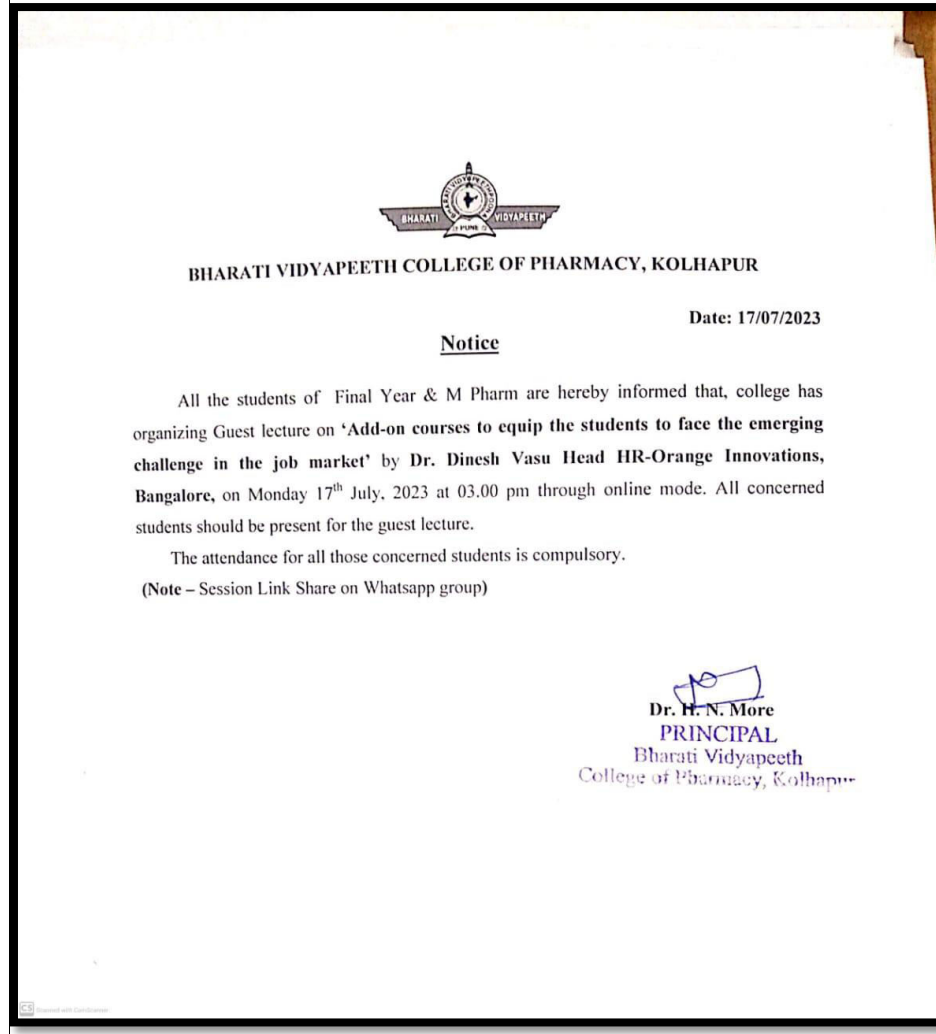 BHARATI VIDYAPEETH
PUNE
BHARATI VIDYAPEETH COLLEGE OF PHARMACY, KOLHAPUR
Date: 17/07/2023
Notice
All the students of Final Year & M Pharm are hereby informed that, college has
organizing Guest lecture on ‘Add-on courses to equip the students to face the emerging
challenge in the job market’ by Dr. Dinesh Vasu Head HR-Orange Innovations,
Bangalore, on Monday 17th July, 2023 at 03.00 pm through online mode. All concerned
students should be present for the guest lecture.
The attendance for all those concerned students is compulsory.
(Note – Session Link Share on Whatsapp group)
Dr. H. N. More
PRINCIPAL
Bharati Vidyapeeth
College of Pharmacy, Kolhapur
CS Scanned with CamScanner